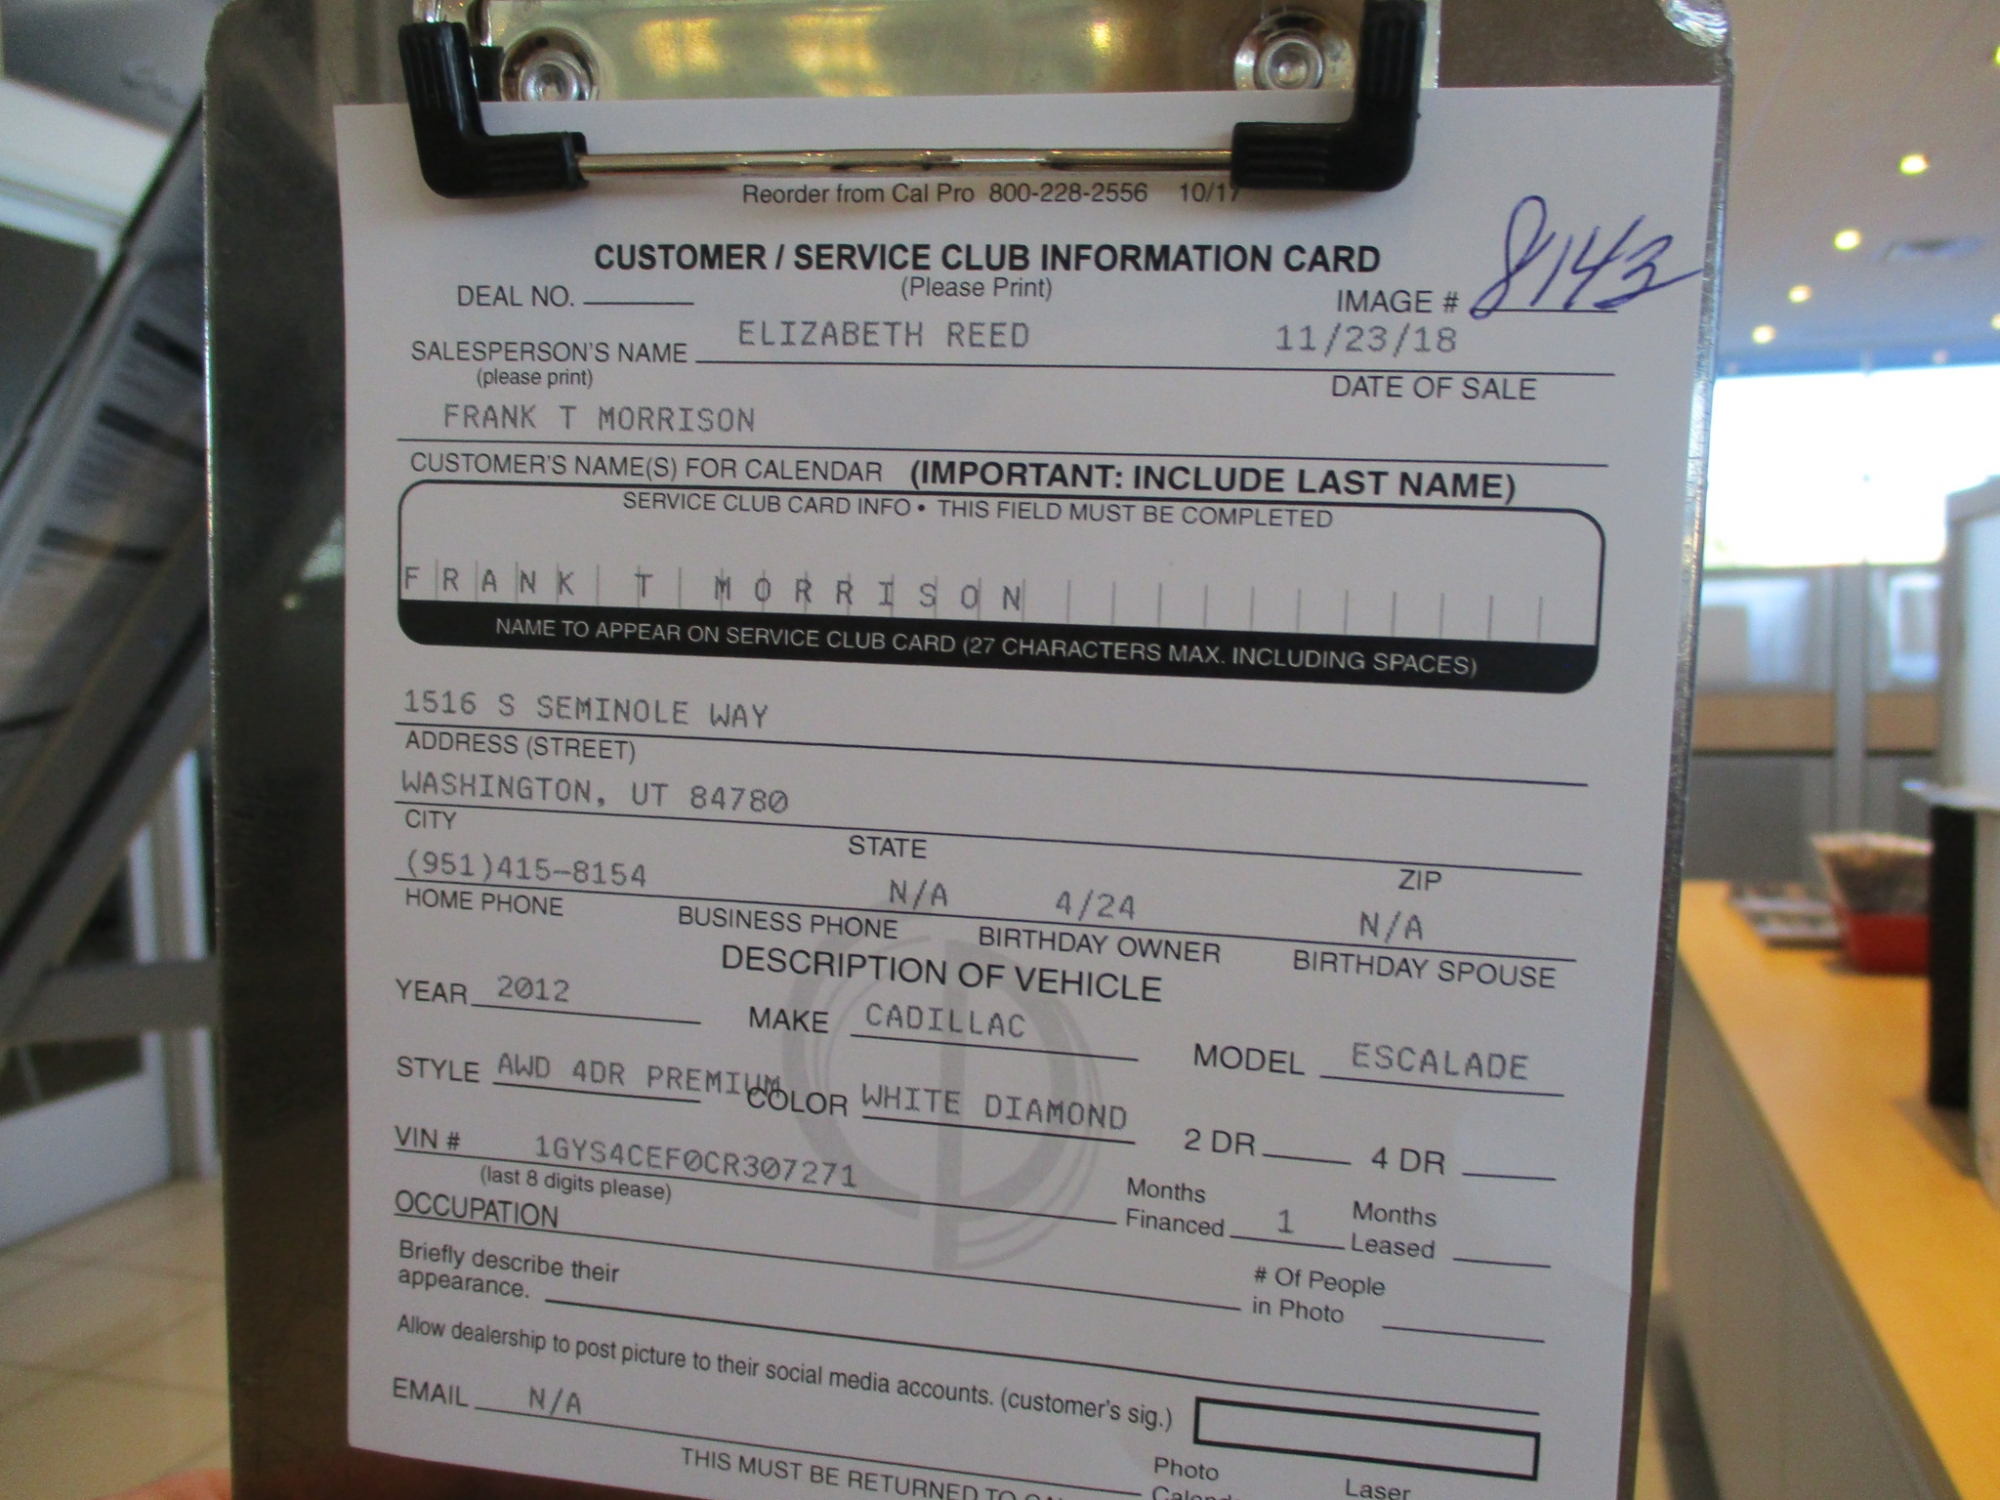 Reorder from Cal Pro 800-228-2556 10/17
CUSTOMER / SERVICE CLUB INFORMATION CARD
(Please Print)
DEAL NO. IMAGE # 8143
SALESPERSON'S NAME ELIZABETH REED 11/23/18
(please print) DATE OF SALE
FRANK T MORRISON
CUSTOMER'S NAME(S) FOR CALENDAR (IMPORTANT: INCLUDE LAST NAME)
SERVICE CLUB CARD INFO • THIS FIELD MUST BE COMPLETED
FRANK T MORRISON
NAME TO APPEAR ON SERVICE CLUB CARD (27 CHARACTERS MAX. INCLUDING SPACES)
1516 S SEMINOLE WAY
ADDRESS (STREET)
WASHINGTON, UT 84780
CITY STATE ZIP
(951)415-8154 N/A 4/24 N/A
HOME PHONE BUSINESS PHONE BIRTHDAY OWNER BIRTHDAY SPOUSE
DESCRIPTION OF VEHICLE
YEAR 2012 MAKE CADILLAC MODEL ESCALADE
STYLE AWD 4DR PREMIUM COLOR WHITE DIAMOND 2 DR 4 DR
VIN # 1GYS4CEF0CR307271
(last 8 digits please)
Months Financed 1 Months Leased
OCCUPATION
# Of People in Photo
Briefly describe their
appearance.
Allow dealership to post picture to their social media accounts. (customer's sig.)
EMAIL N/A
THIS MUST BE RETURNED TO
Photo Laser